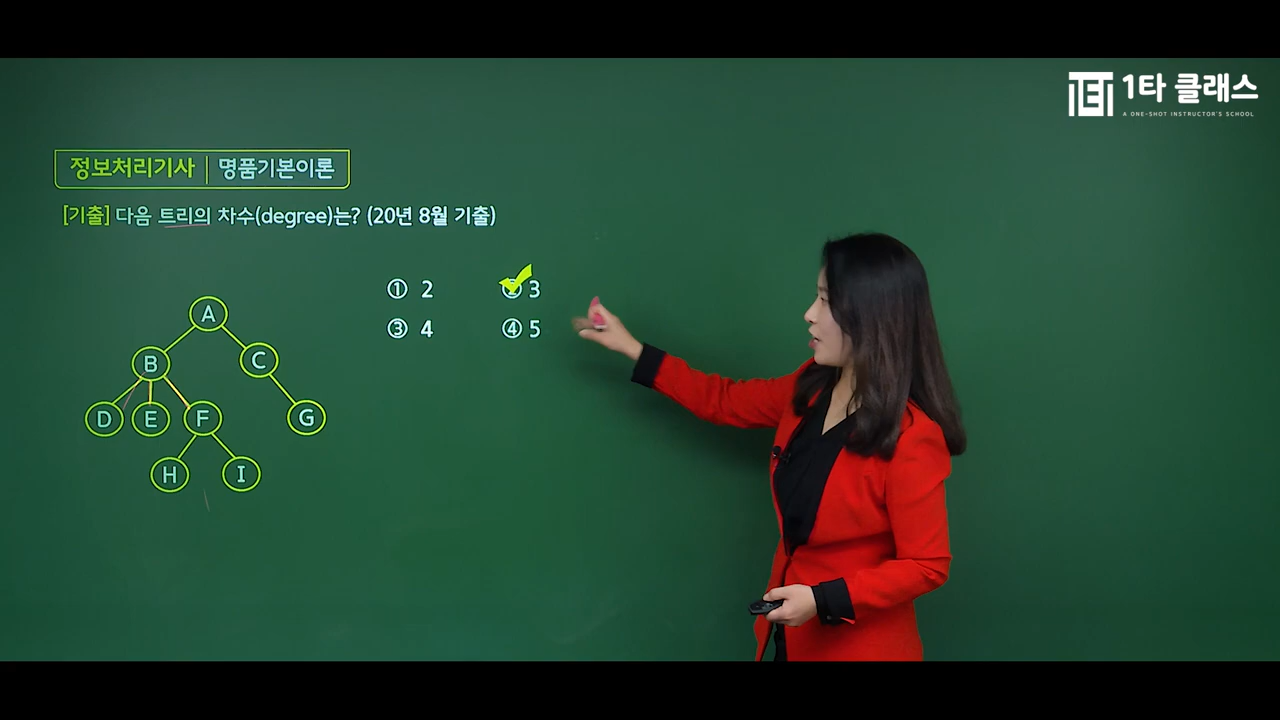 1타 클래스
A ONE-SHOT INSTRUCTOR'S SCHOOL
정보처리기사 | 명품기본이론
[기출] 다음 트리의 차수(degree)는? (20년 8월 기출)
① 2 ② 3
③ 4 ④ 5
A
B C
D E F G
H I